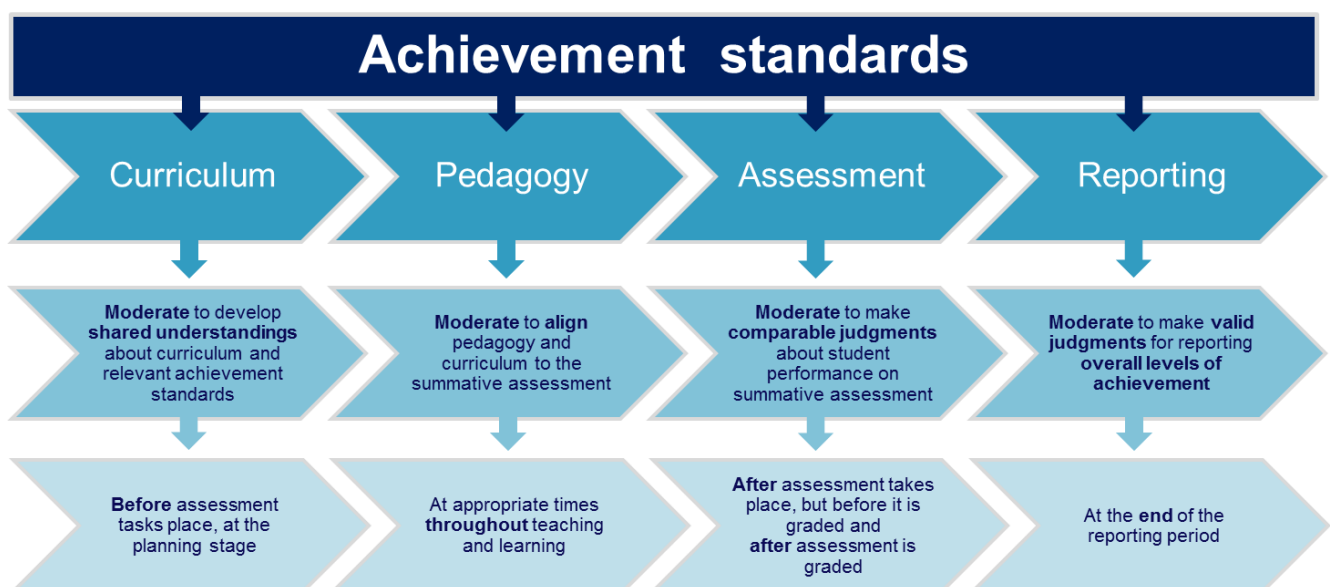 Achievement standards
Curriculum
Pedagogy
Assessment
Reporting
Moderate to develop
shared understandings
about curriculum and
relevant achievement
standards
Moderate to align
pedagogy and
curriculum to the
summative assessment
Moderate to make
comparable judgments
about student
performance on
summative assessment
Moderate to make valid
judgments for reporting
overall levels of
achievement
Before assessment
tasks place, at the
planning stage
At appropriate times
throughout teaching
and learning
After assessment takes
place, but before it is
graded and
after assessment is
graded
At the end of the
reporting period